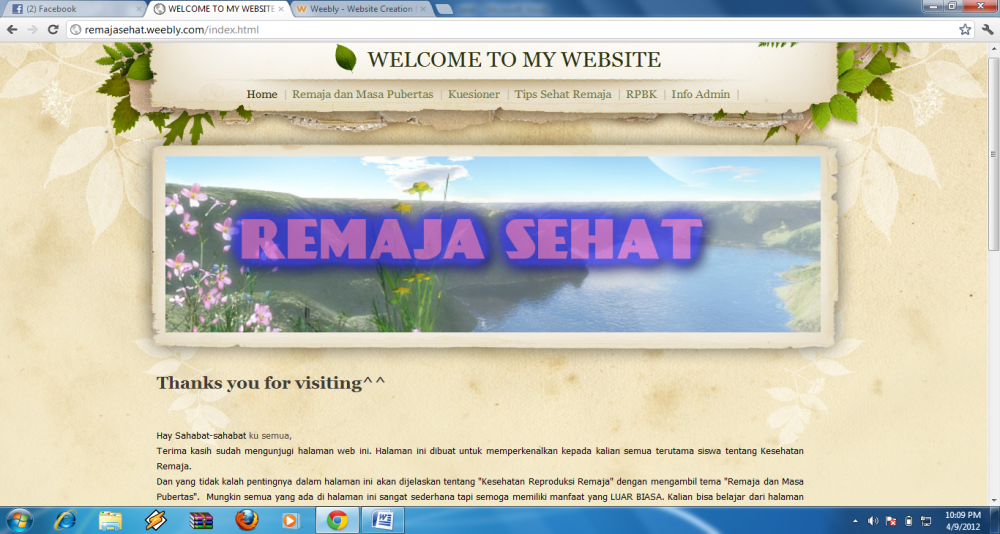 (2) Facebook
WELCOME TO MY WEBSITE
Weebly - Website Creation
remajasehat.weebly.com/index.html
WELCOME TO MY WEBSITE
Home | Remaja dan Masa Pubertas | Kuesioner | Tips Sehat Remaja | RPBK | Info Admin |
REMAJA SEHAT
Thanks you for visiting^^
Hay Sahabat-sahabat ku semua,
Terima kasih sudah mengunjugi halaman web ini. Halaman ini dibuat untuk memperkenalkan kepada kalian semua terutama siswa tentang Kesehatan
Remaja.
Dan yang tidak kalah pentingnya dalam halaman ini akan dijelaskan tentang "Kesehatan Reproduksi Remaja" dengan mengambil tema "Remaja dan Masa
Pubertas". Mungkin semua yang ada di halaman ini sangat sederhana tapi semoga memiliki manfaat yang LUAR BIASA. Kalian bisa belajar dari halaman
10:09 PM
4/9/2012